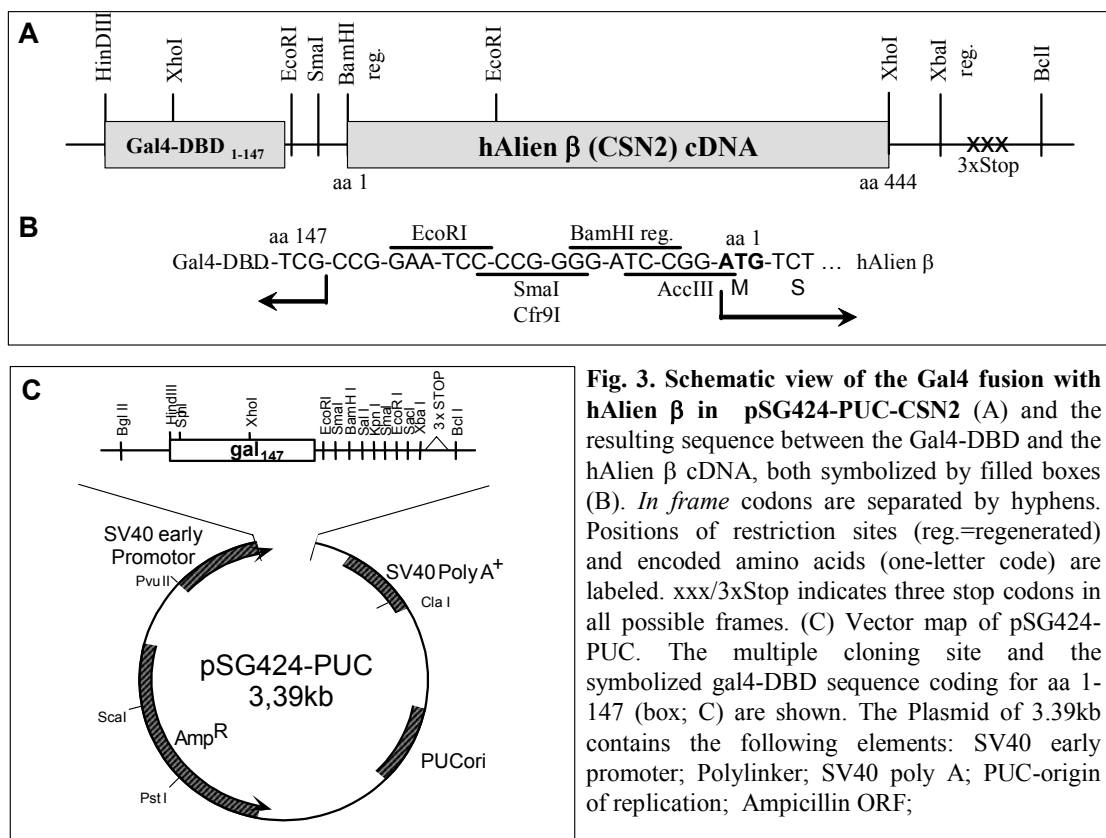 A
HinDIII
XhoI
EcoRI
SmaI
BamHI
reg.
EcoRI
XhoI
XbaI
reg.
BclI
Gal4-DBD 1-147
hAlien β (CSN2) cDNA
XXX
3xStop
aa 1
aa 444
B
aa 147
EcoRI
BamHI reg.
aa 1
Gal4-DBD... -TCG-CCG-GAA-TCC-CCG-GGG-ATC-CGG-ATG-TCT ... hAlien β
SmaI
AccIII
M
S
Cfr9I
C
Bgl II
HindIII
SphI
XhoI
EcoRI
SmaI
BamH I
Sal I
Kpn I
Sma
EcoR I
SacI
Xba I
3 x STOP
Bcl I
gal147
SV40 early
Promotor
Pvu II
SV40 Poly A+
Cla I
pSG424-PUC
3,39kb
ScaI
AmpR
Pst I
PUCori
Fig. 3. Schematic view of the Gal4 fusion with
hAlien β in pSG424-PUC-CSN2 (A) and the
resulting sequence between the Gal4-DBD and the
hAlien β cDNA, both symbolized by filled boxes
(B). In frame codons are separated by hyphens.
Positions of restriction sites (reg.=regenerated)
and encoded amino acids (one-letter code) are
labeled. xxx/3xStop indicates three stop codons in
all possible frames. (C) Vector map of pSG424-
PUC. The multiple cloning site and the
symbolized gal4-DBD sequence coding for aa 1-
147 (box; C) are shown. The Plasmid of 3.39kb
contains the following elements: SV40 early
promoter; Polylinker; SV40 poly A; PUC-origin
of replication; Ampicillin ORF;